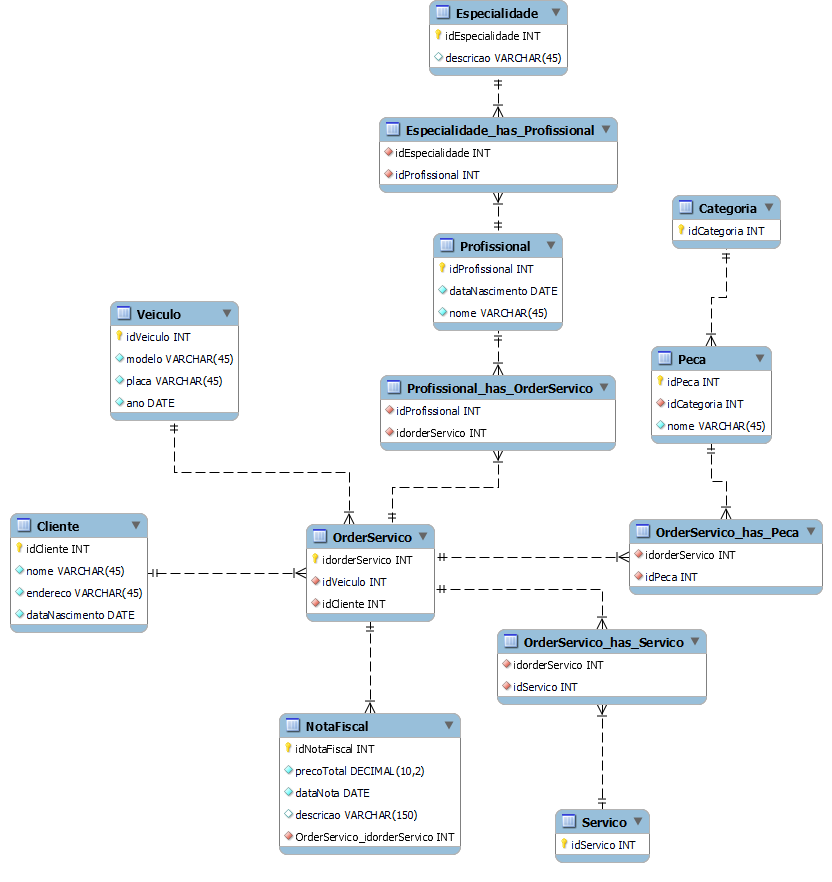 Especialidade
idEspecialidade INT
descricao VARCHAR(45)
Especialidade_has_Profissional
idEspecialidade INT
idProfissional INT
Profissional
idProfissional INT
dataNascimento DATE
nome VARCHAR(45)
Categoria
idCategoria INT
Veiculo
idVeiculo INT
modelo VARCHAR(45)
placa VARCHAR(45)
ano DATE
Profissional_has_OrderServico
idProfissional INT
idorderServico INT
Peca
idPeca INT
idCategoria INT
nome VARCHAR(45)
Cliente
idCliente INT
nome VARCHAR(45)
endereco VARCHAR(45)
dataNascimento DATE
OrderServico
idorderServico INT
idVeiculo INT
idCliente INT
OrderServico_has_Peca
idorderServico INT
idPeca INT
OrderServico_has_Servico
idorderServico INT
idServico INT
NotaFiscal
idNotaFiscal INT
precoTotal DECIMAL(10,2)
dataNota DATE
descricao VARCHAR(150)
OrderServico_idorderServico INT
Servico
idServico INT